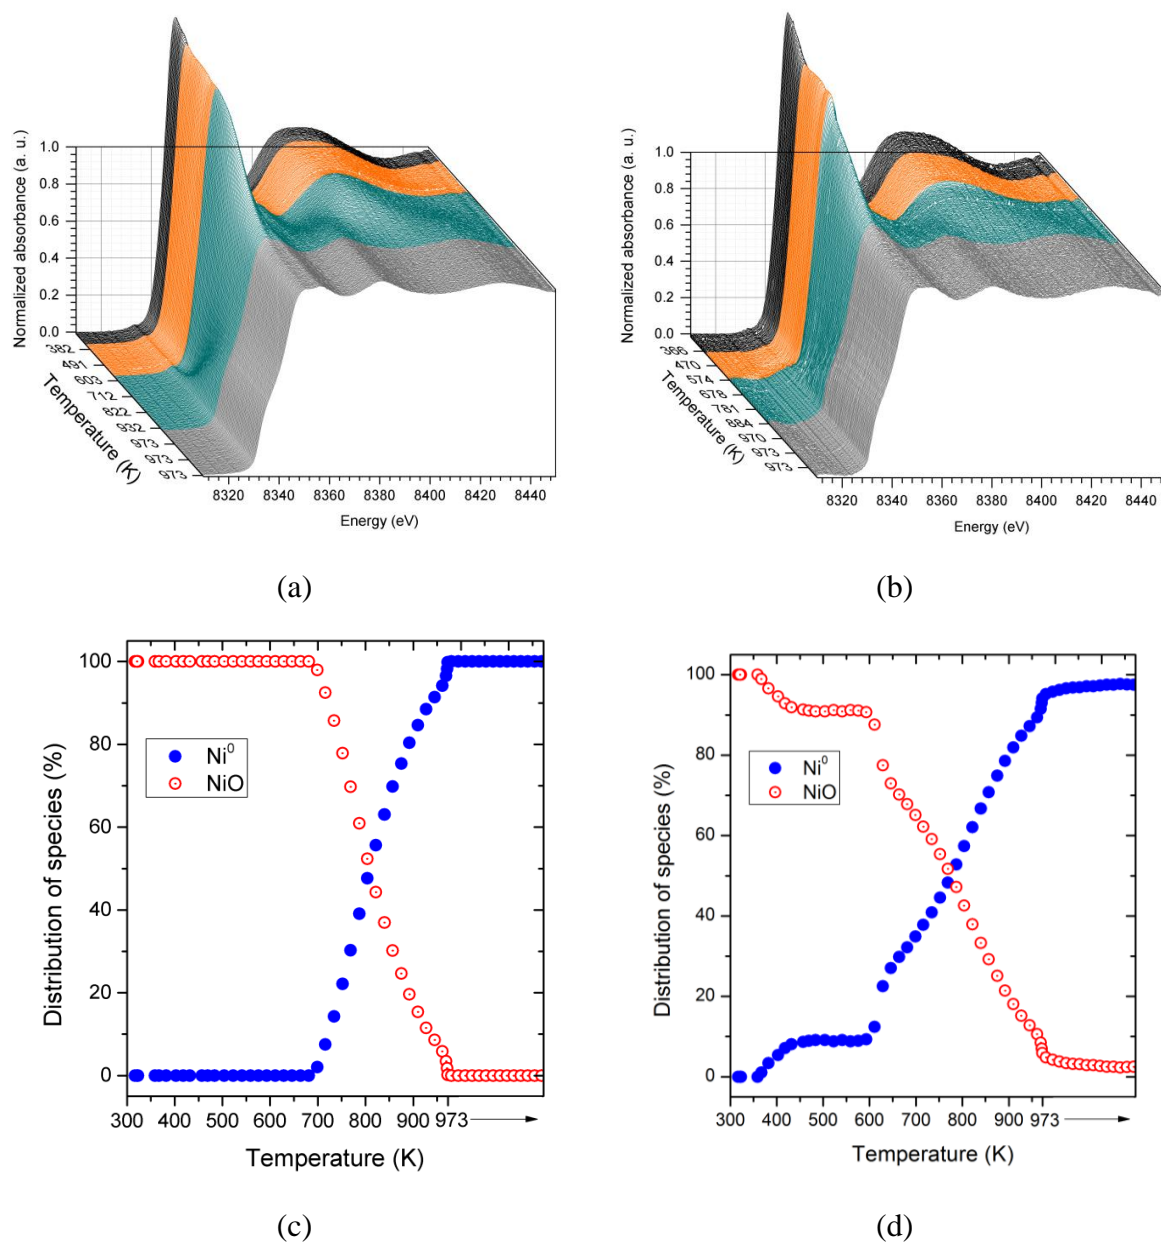 Normalized absorbance (a. u.)
1.0
0.8
0.6
0.4
0.2
0.0
382
491
603
712
822
932
973
973
973
Temperature (K)
8320 8340 8360 8380 8400 8420 8440
Energy (eV)
(a)
Normalized absorbance (a. u.)
1.0
0.8
0.6
0.4
0.2
0.0
366
470
574
678
781
884
970
973
973
Temperature (K)
8320 8340 8360 8380 8400 8420 8440
Energy (eV)
(b)
Distribution of species (%)
100
80
60
40
20
0
Ni⁰
NiO
300 400 500 600 700 800 900 973
Temperature (K)
(c)
Distribution of species (%)
100
80
60
40
20
0
Ni⁰
NiO
300 400 500 600 700 800 900 973
Temperature (K)
(d)